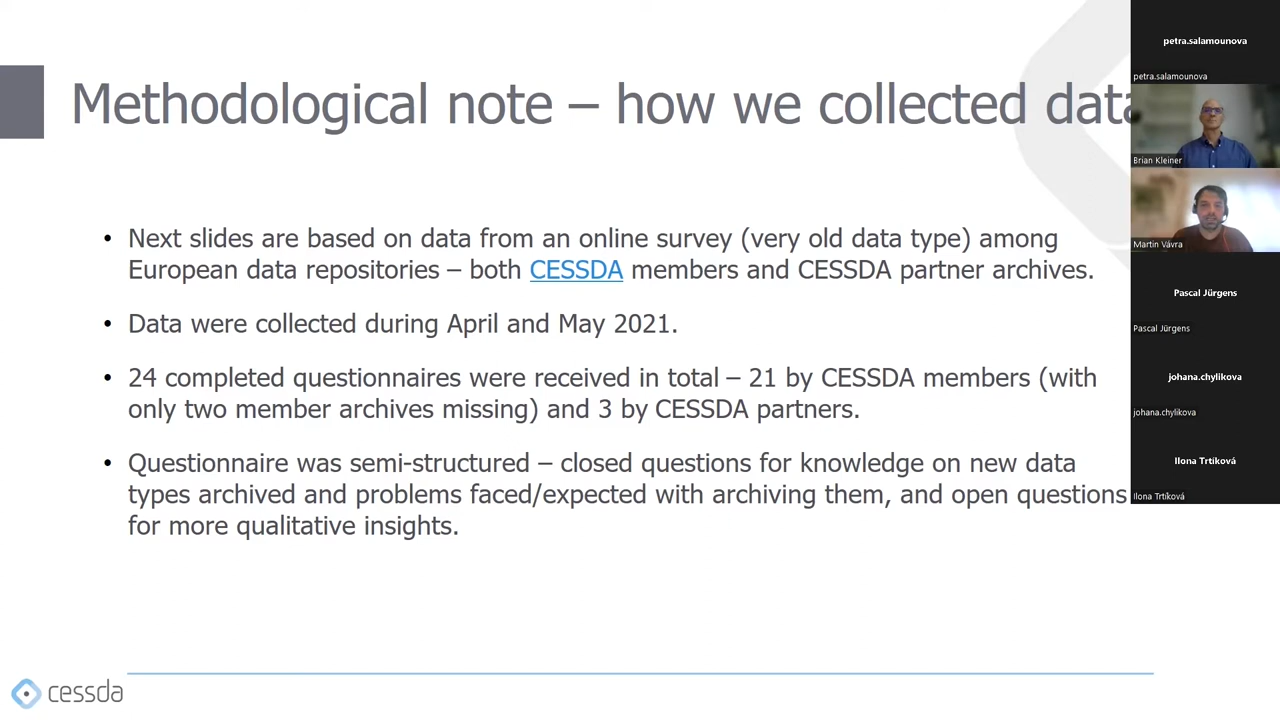 Methodological note – how we collected data
• Next slides are based on data from an online survey (very old data type) among
European data repositories – both CESSDA members and CESSDA partner archives.
• Data were collected during April and May 2021.
• 24 completed questionnaires were received in total – 21 by CESSDA members (with
only two member archives missing) and 3 by CESSDA partners.
• Questionnaire was semi-structured – closed questions for knowledge on new data
types archived and problems faced/expected with archiving them, and open questions
for more qualitative insights.
cessda
petra.salamounova
petra.salamounova
Brian Kleiner
Martin Vávra
Pascal Jürgens
Pascal Jürgens
johana.chylikova
johana.chylikova
Ilona Trtíková
Ilona Trtíková